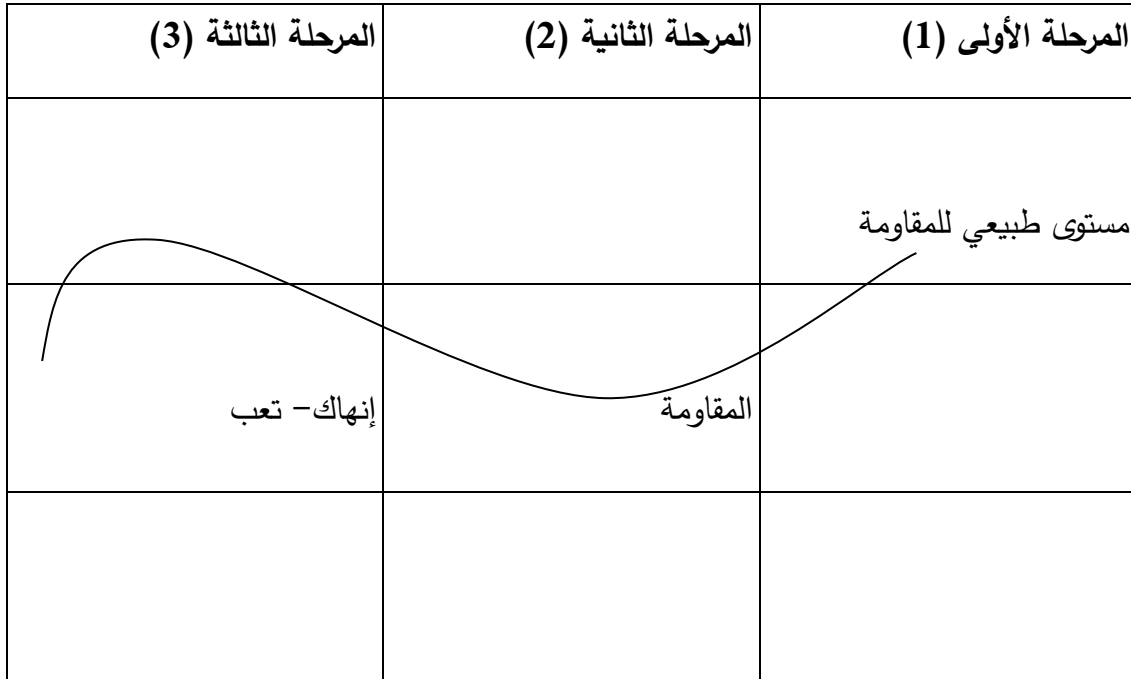 المرحلة الأولى (1)
المرحلة الثانية (2)
المرحلة الثالثة (3)
مستوى طبيعي للمقاومة
المقاومة
إنهاك- تعب